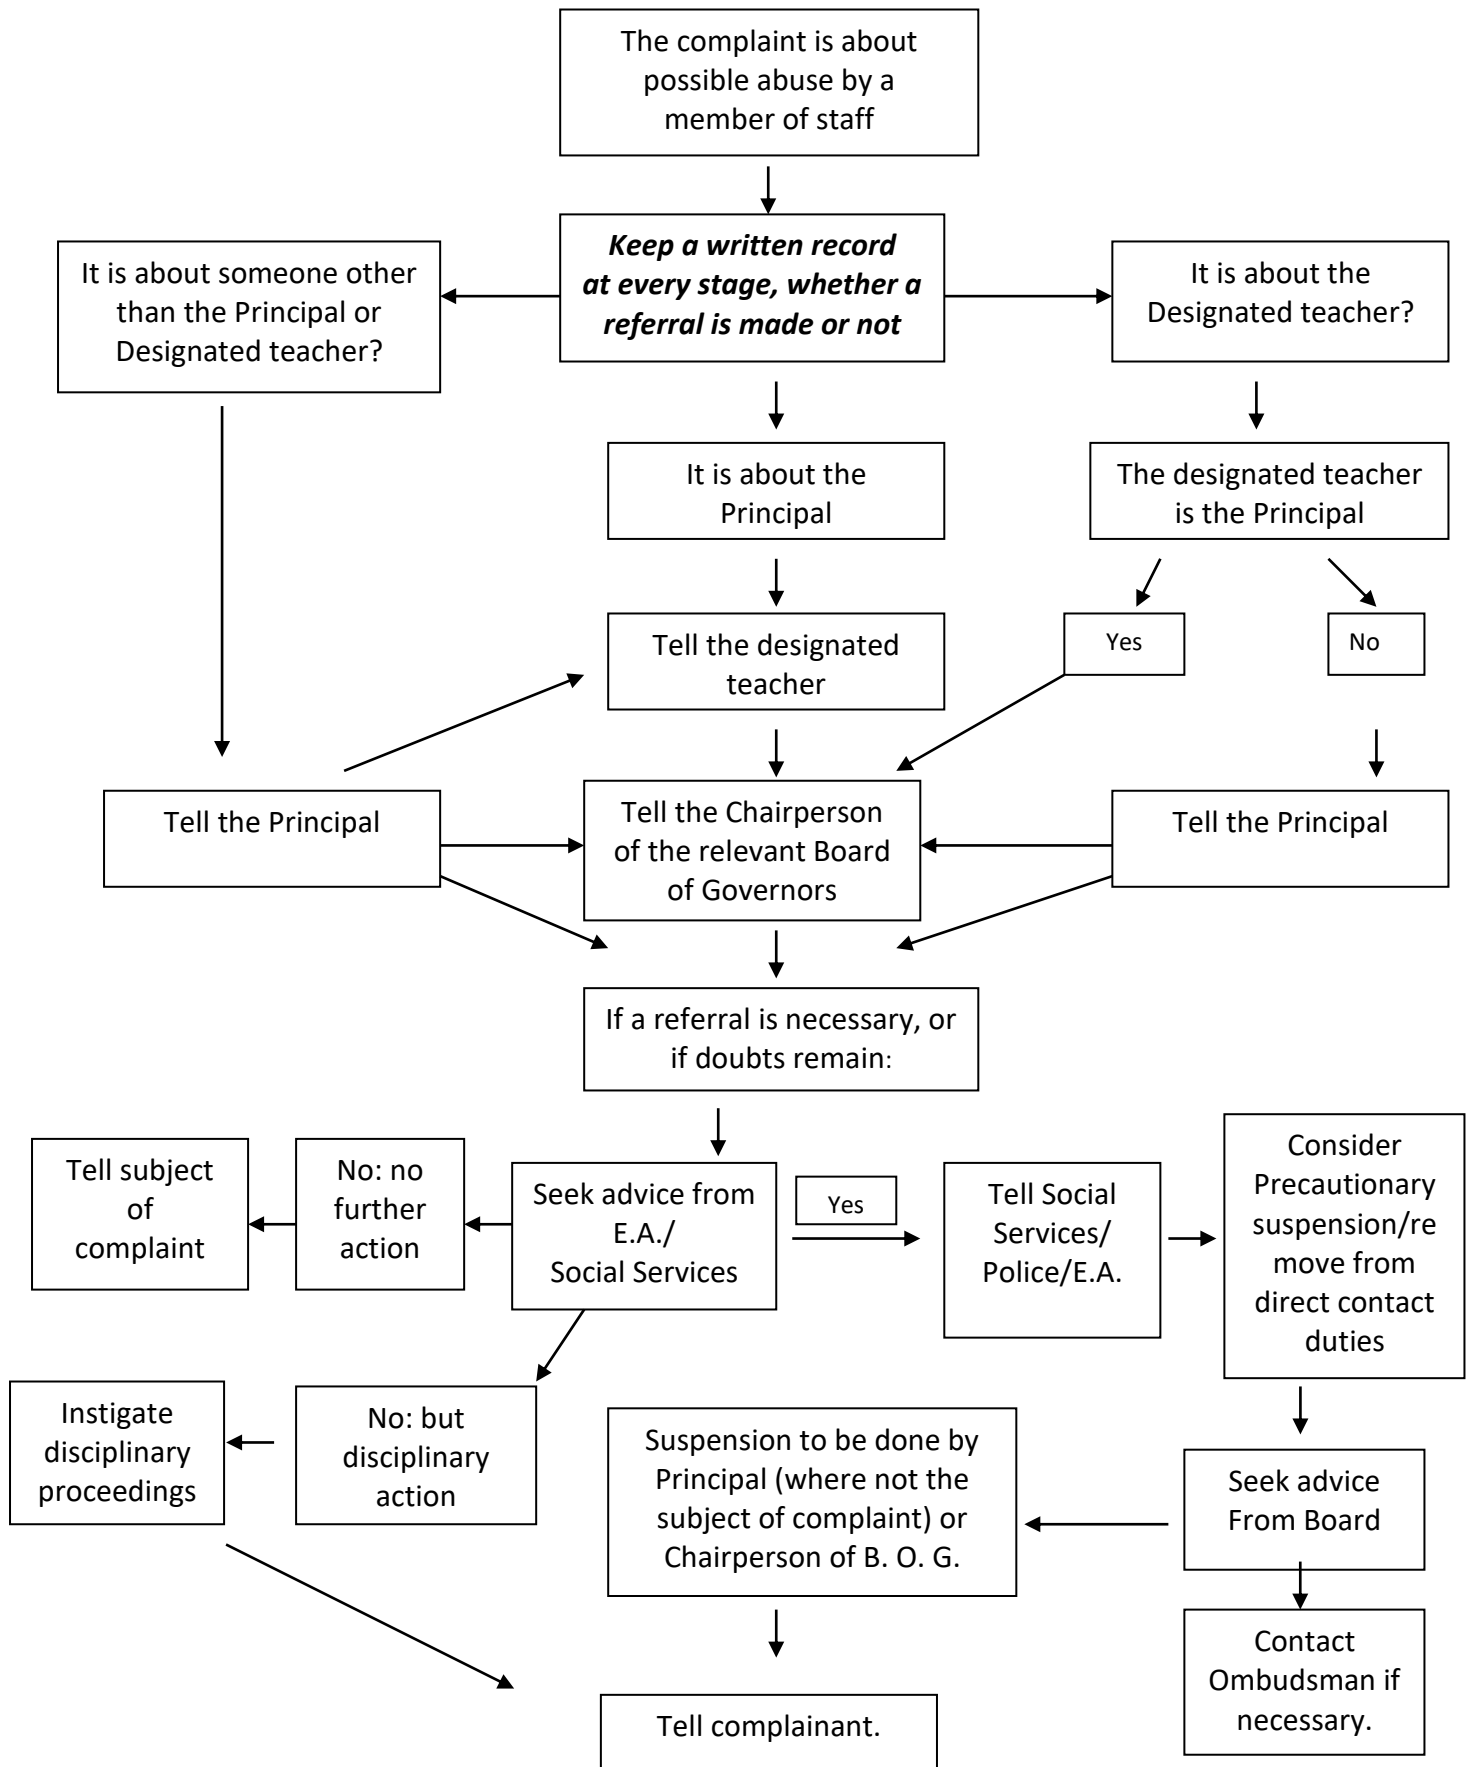 The complaint is about
possible abuse by a
member of staff
Keep a written record
at every stage, whether a
referral is made or not
It is about someone other
than the Principal or
Designated teacher?
It is about the
Designated teacher?
It is about the
Principal
The designated teacher
is the Principal
Tell the designated
teacher
Yes
No
Tell the Principal
Tell the Chairperson
of the relevant Board
of Governors
Tell the Principal
If a referral is necessary, or
if doubts remain:
Tell subject
of
complaint
No: no
further
action
Seek advice from
E.A./
Social Services
Yes
Tell Social
Services/
Police/E.A.
Consider
Precautionary
suspension/re
move from
direct contact
duties
Instigate
disciplinary
proceedings
No: but
disciplinary
action
Suspension to be done by
Principal (where not the
subject of complaint) or
Chairperson of B. O. G.
Seek advice
From Board
Contact
Ombudsman if
necessary.
Tell complainant.